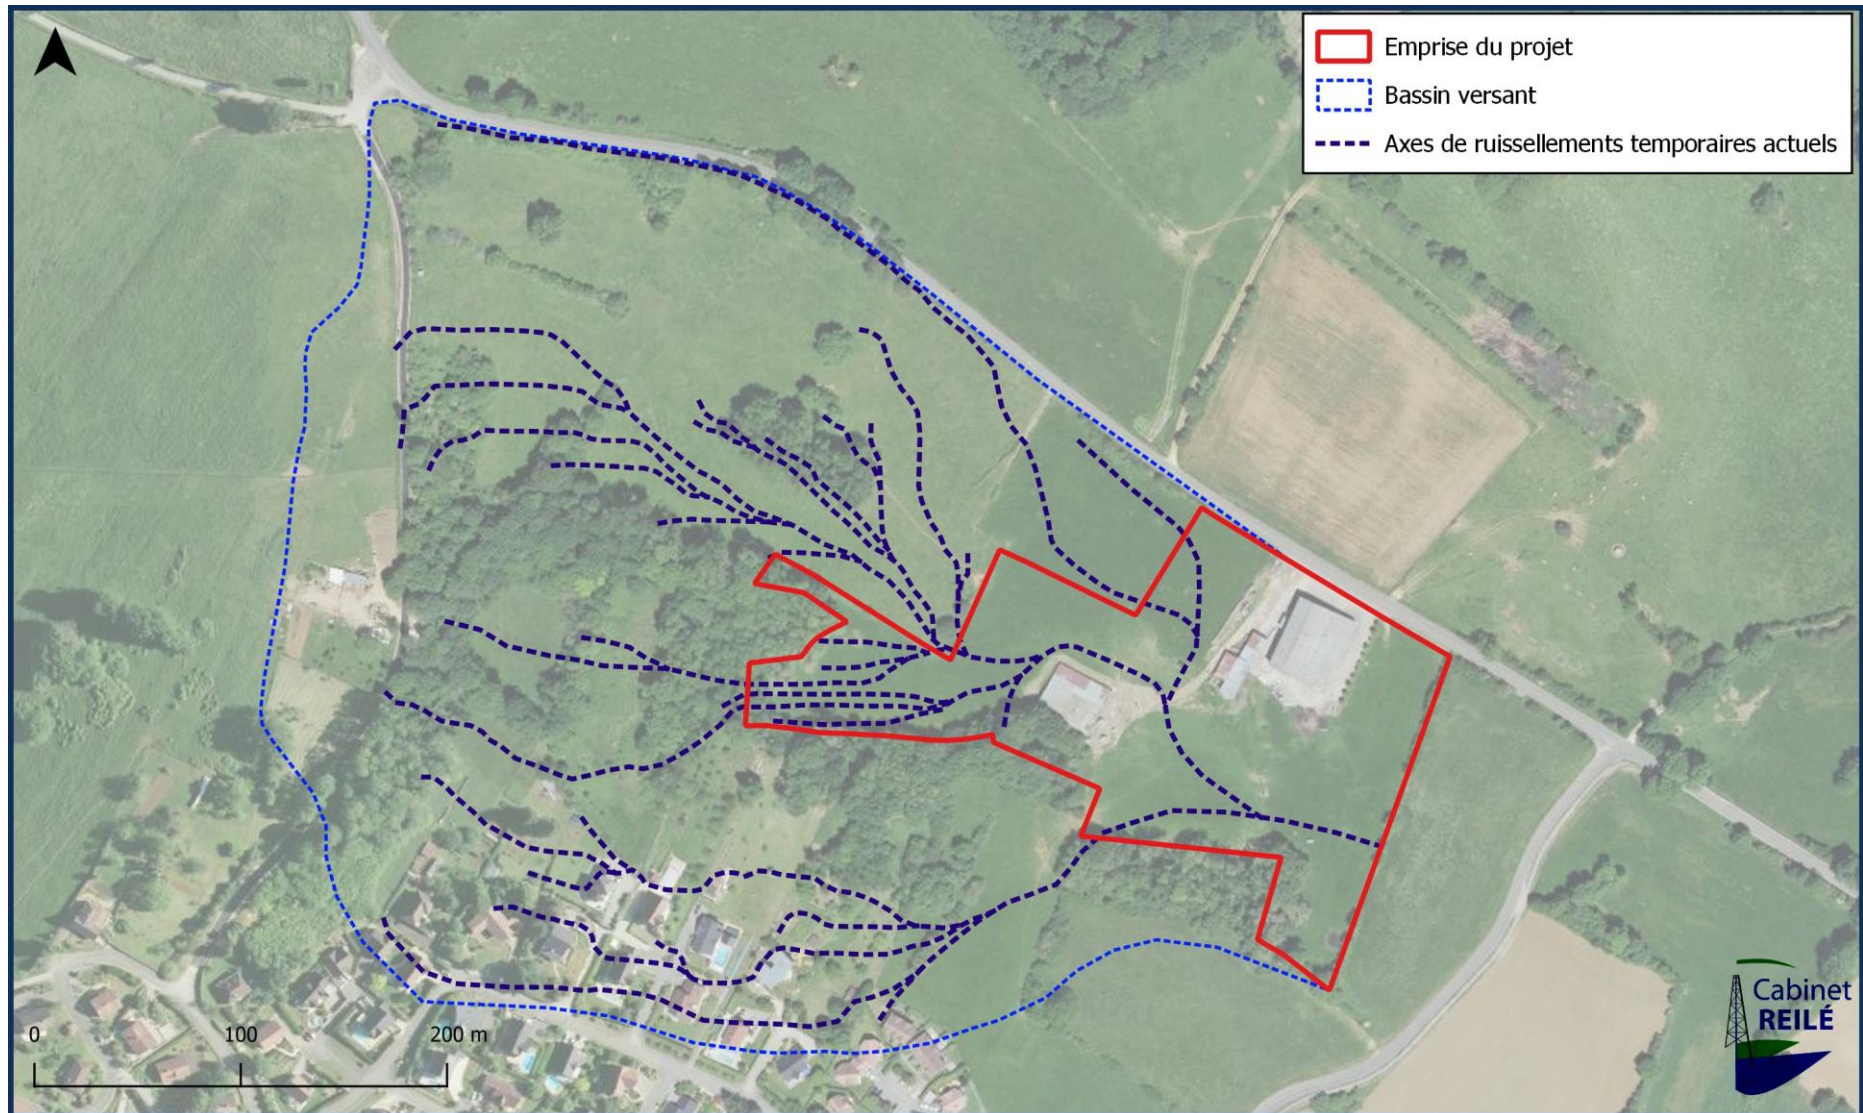 Emprise du projet
Bassin versant
Axes de ruissellements temporaires actuels
0 100 200 m
Cabinet
REILÉ